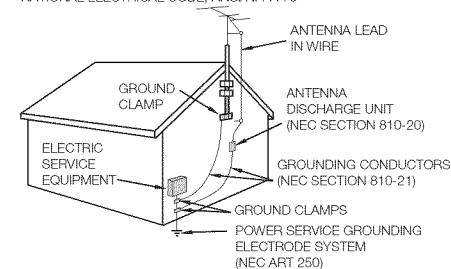 ANTENNA LEAD
IN WIRE
GROUND
CLAMP
ANTENNA
DISCHARGE UNIT
(NEC SECTION 810-20)
ELECTRIC
SERVICE
EQUIPMENT
GROUNDING CONDUCTORS
(NEC SECTION 810-21)
GROUND CLAMPS
POWER SERVICE GROUNDING
ELECTRODE SYSTEM
(NEC ART 250)